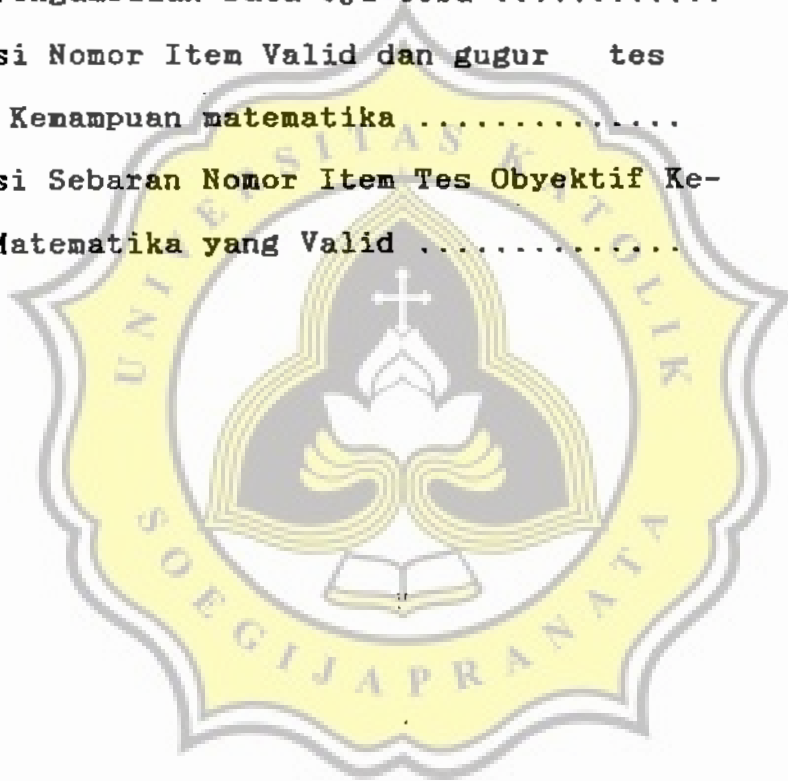 si Nomor Item Valid dan gugur tes
Kemampuan matematika ..............
si Sebaran Nomor Item Tes Obyektif Ke-
Matematika yang Valid ..............
UNIVERSITAS KATOLIK
SOEGIJAPRANATA